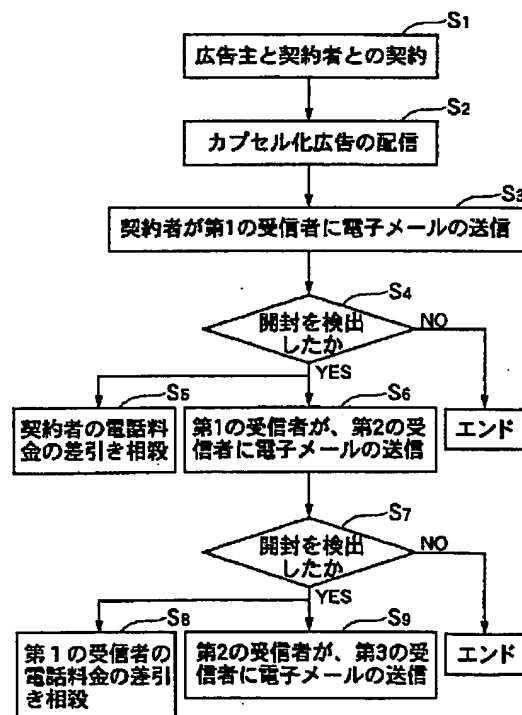 S1
広告主と契約者との契約
S2
カプセル化広告の配信
S3
契約者が第1の受信者に電子メールの送信
S4
開封を検出
したか
NO
YES
S5
契約者の電話料
金の差引き相殺
S6
第1の受信者が、第2の受
信者に電子メールの送信
エンド
S7
開封を検出
したか
NO
YES
S8
第1の受信者の
電話料金の差引
き相殺
S9
第2の受信者が、第3の受
信者に電子メールの送信
エンド